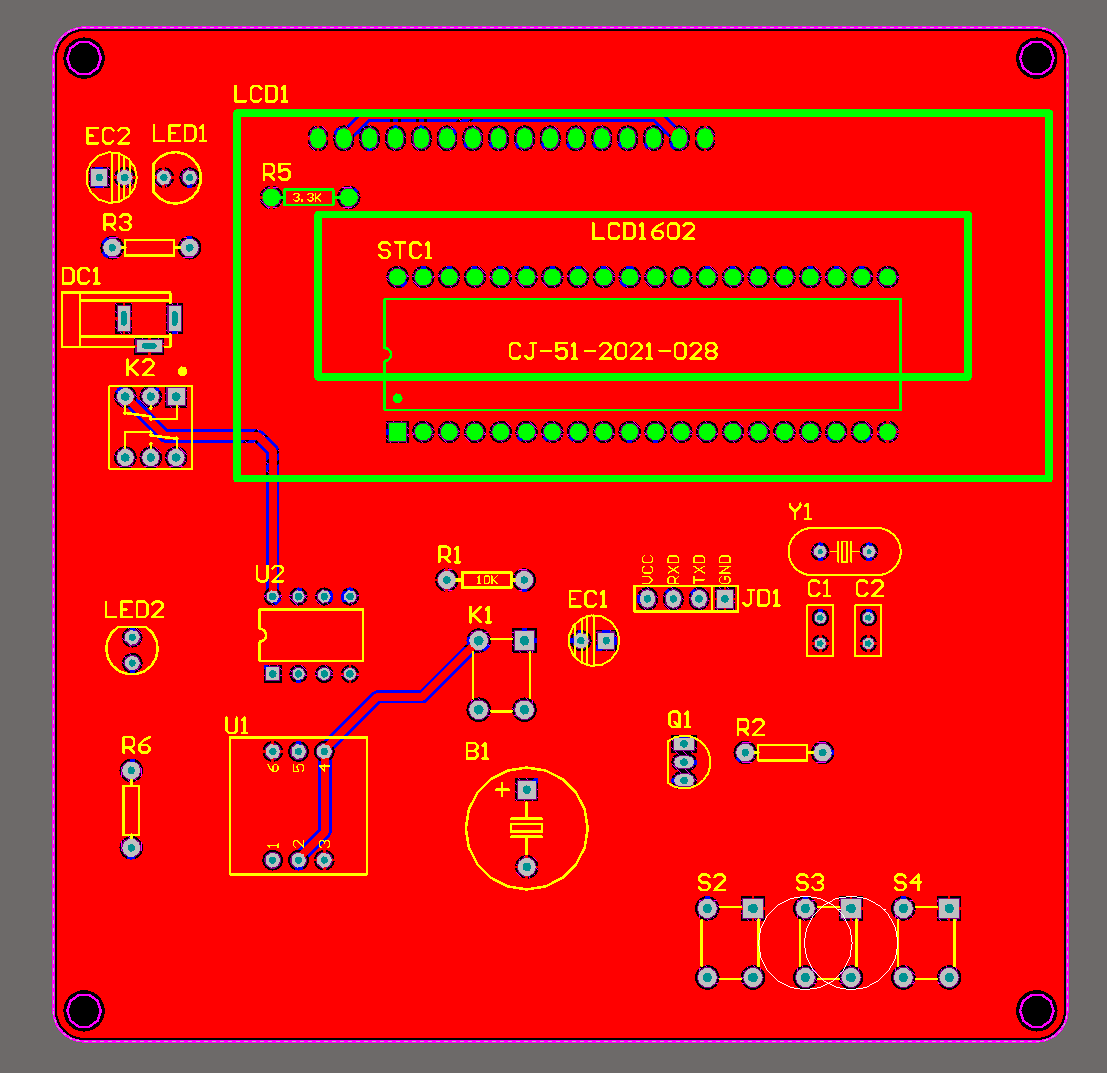 LCD1
EC2
LED1
R5
3.3K
R3
LCD1602
STC1
DC1
CJ-51-2021-028
K2
Y1
R1
10K
VCC
RXD
TXD
GND
U2
LED2
EC1
JD1
C1
C2
K1
Q1
R2
U1
R6
B1
6
5
4
+
1
2
3
S2
S3
S4